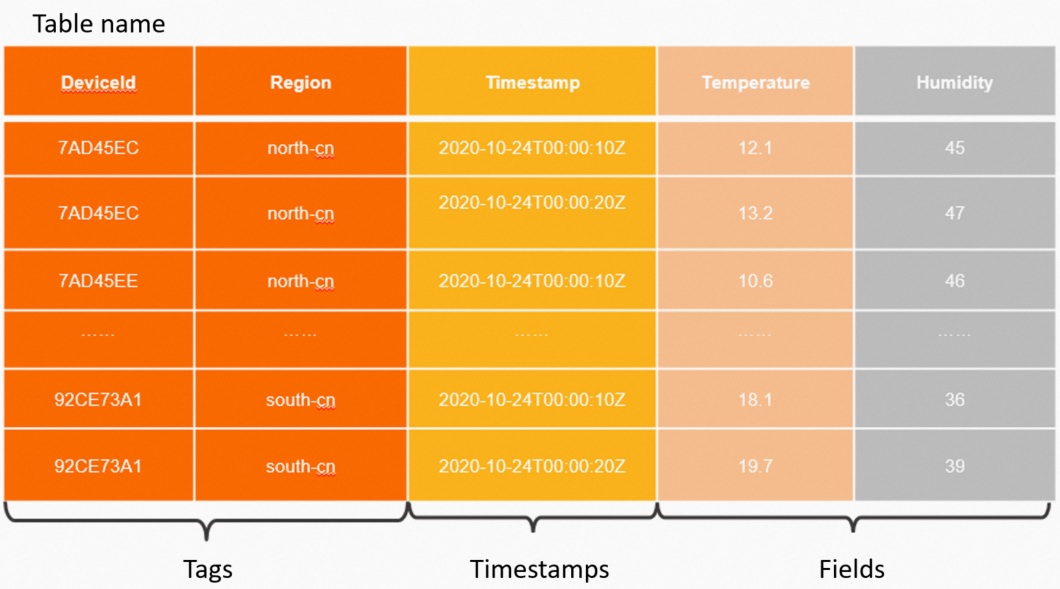 Table name
DeviceId Region Timestamp Temperature Humidity
7AD45EC north-cn 2020-10-24T00:00:10Z 12.1 45
7AD45EC north-cn 2020-10-24T00:00:20Z 13.2 47
7AD45EE north-cn 2020-10-24T00:00:10Z 10.6 46
…… …… …… …… ……
92CE73A1 south-cn 2020-10-24T00:00:10Z 18.1 36
92CE73A1 south-cn 2020-10-24T00:00:20Z 19.7 39
Tags Timestamps Fields